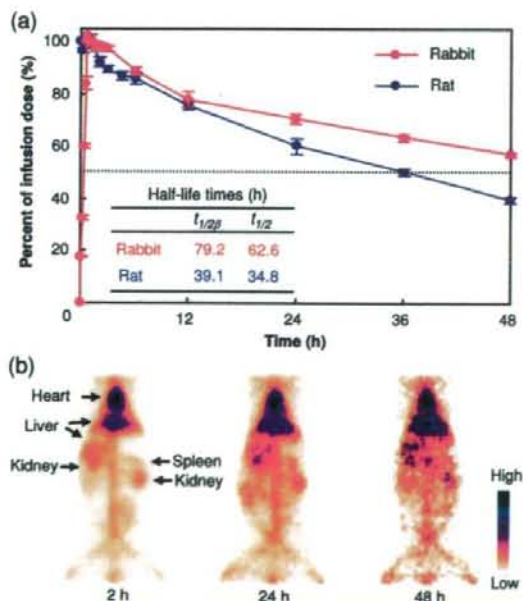 (a)
100
80
60
40
20
0
Percent of infusion dose (%)
Rabbit
Rat
Half-life times (h)
t1/2β t1/2
Rabbit 79.2 62.6
Rat 39.1 34.8
12 24 36 48
Time (h)
(b)
Heart
Liver
Kidney
Spleen
Kidney
High
Low
2 h 24 h 48 h